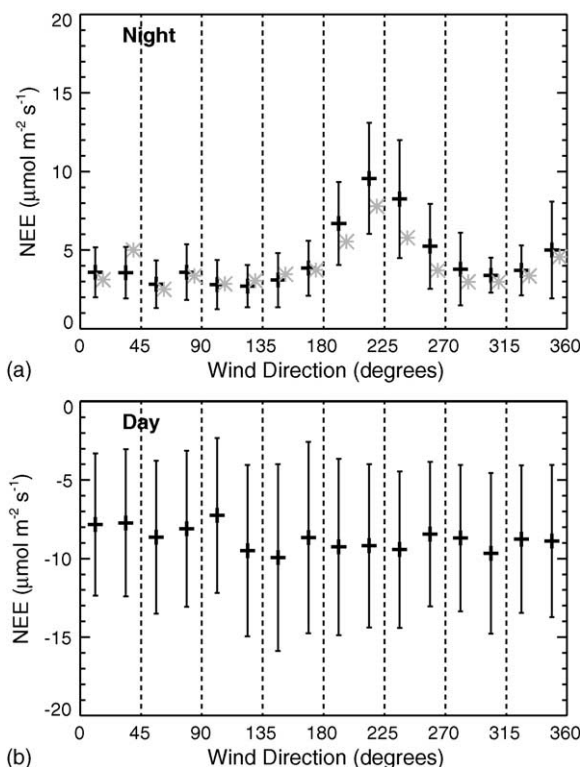 20
Night
15
10
5
0
NEE (μmol m⁻² s⁻¹)
0 45 90 135 180 225 270 315 360
(a)
Wind Direction (degrees)
0
Day
-5
-10
-15
-20
NEE (μmol m⁻² s⁻¹)
0 45 90 135 180 225 270 315 360
(b)
Wind Direction (degrees)